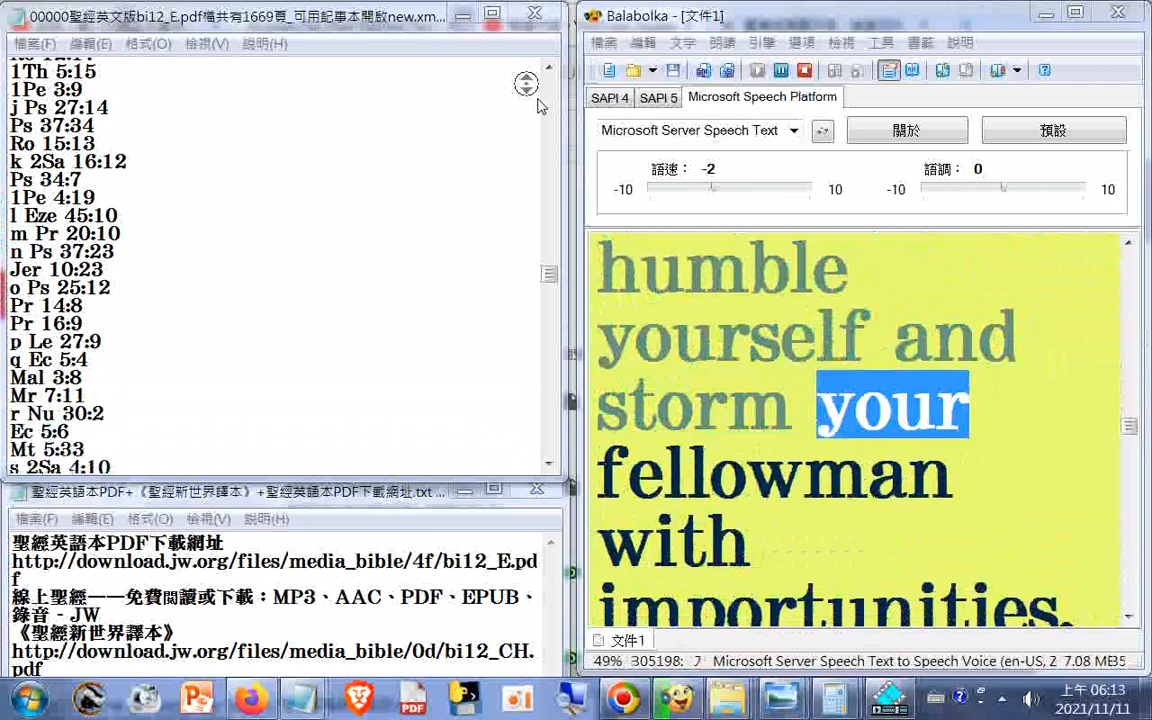 00000聖經英文版bi12_E.pdf檔共有1669頁_可用記事本開啟new.xm...
檔案(F) 編輯(E) 格式(O) 檢視(V) 說明(H)
1Th 5:15
1Pe 3:9
j Ps 27:14
Ps 37:34
Ro 15:13
k 2Sa 16:12
Ps 34:7
1Pe 4:19
l Eze 45:10
m Pr 20:10
n Ps 37:23
Jer 10:23
o Ps 25:12
Pr 14:8
Pr 16:9
p Le 27:9
q Ec 5:4
Mal 3:8
Mr 7:11
r Nu 30:2
Ec 5:6
Mt 5:33
s 2Sa 4:10
聖經英語本PDF+《聖經新世界譯本》+聖經英語本PDF下載網址.txt ...
檔案(F) 編輯(E) 格式(O) 檢視(V) 說明(H)
聖經英語本PDF下載網址
http://download.jw.org/files/media_bible/4f/bi12_E.pd
f
線上聖經——免費閱讀或下載：MP3、AAC、PDF、EPUB、
錄音 - JW
《聖經新世界譯本》
http://download.jw.org/files/media_bible/0d/bi12_CH.
pdf
Balabolka - [文件1]
檔案 編輯 文字 朗讀 引擎 選項 檢視 工具 書籤 說明
SAPI 4 SAPI 5 Microsoft Speech Platform
Microsoft Server Speech Text 關於 預設
語速： -2 語調： 0
-10 10 -10 10
humble
yourself and
storm your
fellowman
with
importunities.
文件1
49% 305198; Microsoft Server Speech Text to Speech Voice (en-US, Z 7.08 MB
上午 06:13
2021/11/11